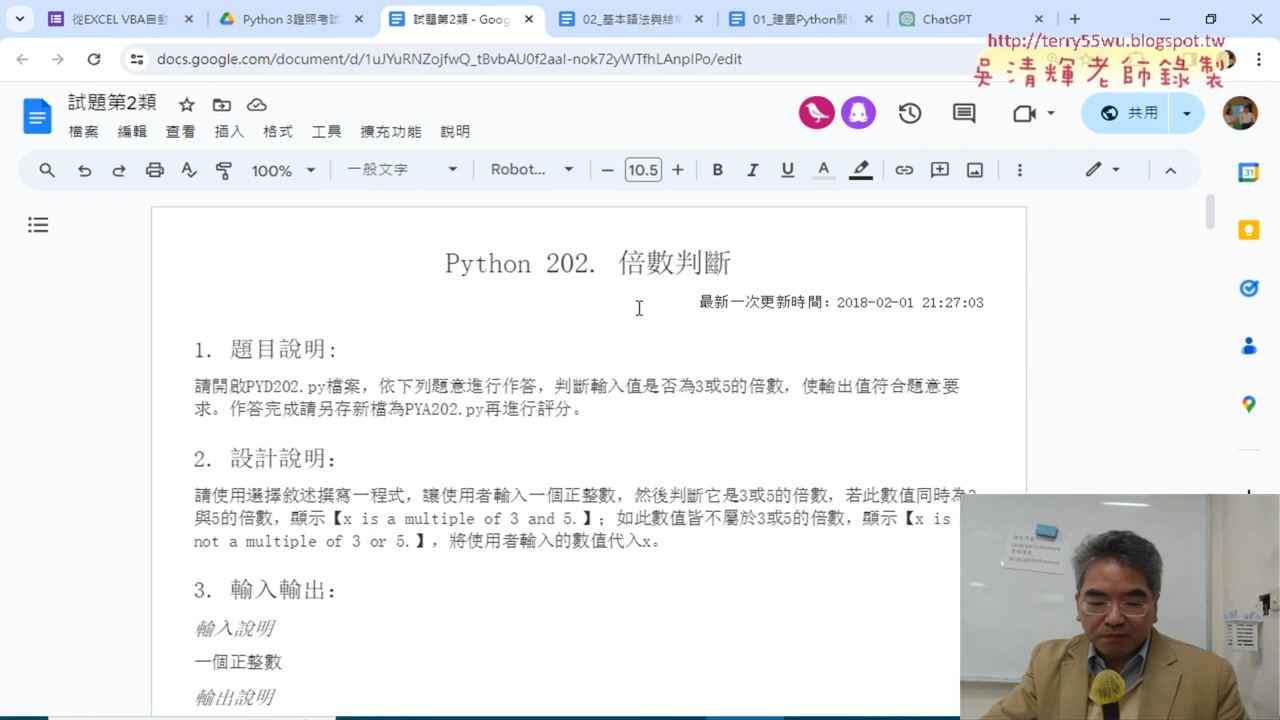 從EXCEL VBA自動
Python 3證照考試
試題第2類 - Goog
02_基本語法與結
01_建置Python開
ChatGPT
docs.google.com/document/d/1uJYuRNZojfwQ_tBvbAU0f2aaI-nok72yWTfhLAnpIPo/edit
http://terry55wu.blogspot.tw
吳清輝老師錄製
試題第2類
檔案 編輯 查看 插入 格式 工具 擴充功能 說明
共用
100% 一般文字 Robot... 10.5 B I U A
31
Python 202. 倍數判斷
最新一次更新時間: 2018-02-01 21:27:03
1. 題目說明:
請開啟PYD202.py檔案，依下列題意進行作答，判斷輸入值是否為3或5的倍數，使輸出值符合題意要
求。作答完成請另存新檔為PYA202.py再進行評分。
2. 設計說明:
請使用選擇敘述撰寫一程式，讓使用者輸入一個正整數，然後判斷它是3或5的倍數，若此數值同時為3
與5的倍數，顯示【x is a multiple of 3 and 5.】；如此數值皆不屬於3或5的倍數，顯示【x is
not a multiple of 3 or 5.】，將使用者輸入的數值代入x。
3. 輸入輸出:
輸入說明
一個正整數
輸出說明